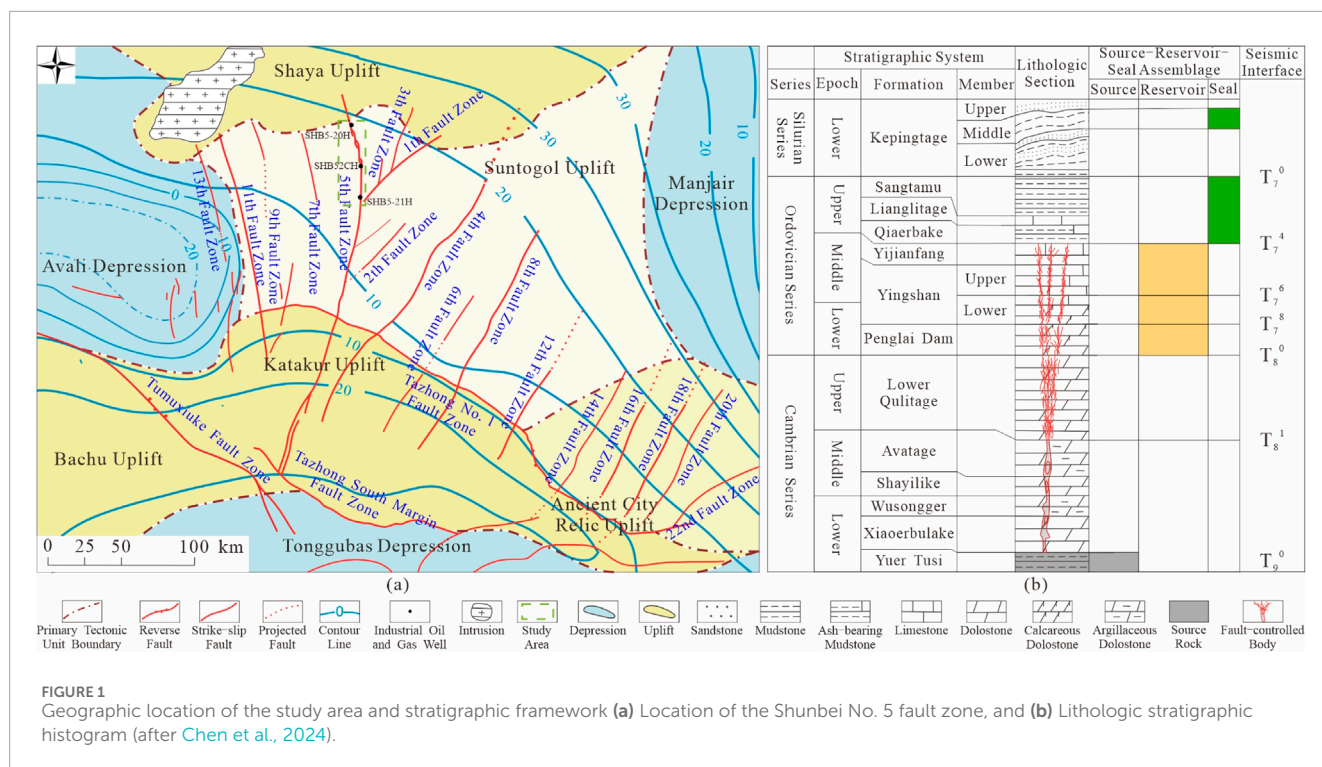 Shaya Uplift
3th Fault Zone
1th Fault Zone
30
10
SHB5-20H
30
20
Suntogol Uplift
SHB52CH
Manjair
Depression
0
13th Fault Zone
11th Fault Zone
9th Fault Zone
7th Fault Zone
5th Fault Zone
SHB5-21H
20
4th Fault Zone
2th Fault Zone
10
20
Avali Depression
8th Fault Zone
6th Fault Zone
10
12th Fault Zone
Katakur Uplift
10
20
Tazhong No. 1
Fault Zone
Tumuxiuke Fault Zone
14th Fault Zone
16th Fault Zone
18th Fault Zone
20th Fault Zone
Bachu Uplift
Tazhong South Margin
Fault Zone
Ancient City
Relic Uplift
22nd Fault Zone
0 25 50 100 km
Tonggubas Depression
(a)
Stratigraphic System
Lithologic
Section
Source-Reservoir-
Seal Assemblage
Seismic
Interface
Series
Epoch
Formation
Member
Source
Reservoir
Seal
Silurian
Series
Lower
Kepingtage
Upper
Middle
Lower
T70
Ordovician Series
Upper
Sangtamu
Lianglitage
Qiaerbake
T74
Middle
Yijianfang
Yingshan
Upper
T76
Lower
Lower
T78
Penglai Dam
T80
Cambrian Series
Upper
Lower
Qulitage
T81
Middle
Avatage
Shayilike
Lower
Wusongger
Xiaoerbulake
Yuer Tusi
T90
(b)
Primary Tectonic
Unit Boundary
Reverse
Fault
Strike-slip
Fault
Projected
Fault
0
Contour
Line
Industrial Oil
and Gas Well
Intrusion
Study
Area
Depression
Uplift
Sandstone
Mudstone
Ash-bearing
Mudstone
Limestone
Dolostone
Calcareous
Dolostone
Argillaceous
Dolostone
Source
Rock
Fault-controlled
Body
FIGURE 1
Geographic location of the study area and stratigraphic framework (a) Location of the Shunbei No. 5 fault zone, and (b) Lithologic stratigraphic
histogram (after Chen et al., 2024).